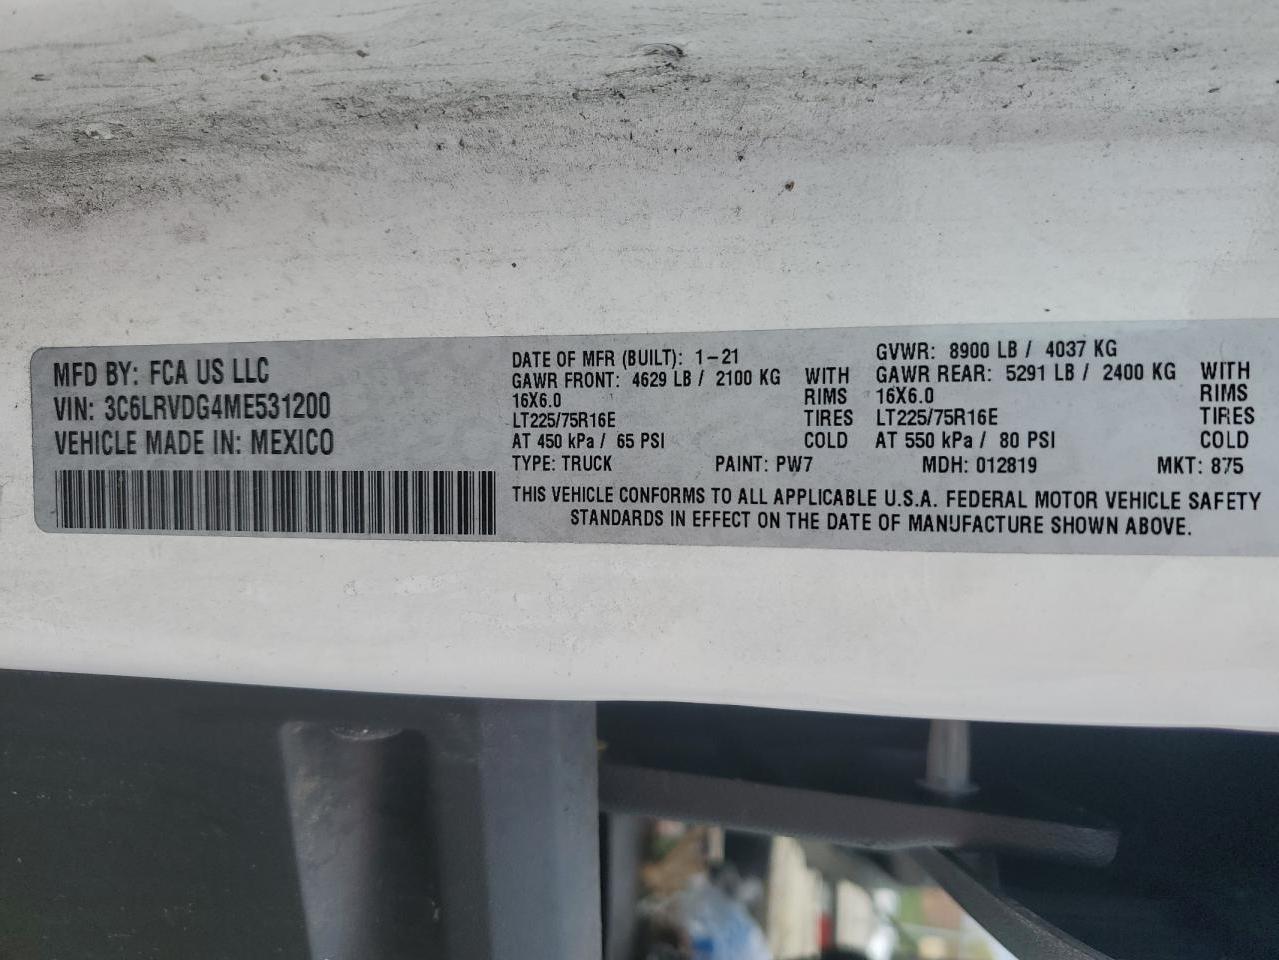 MFD BY: FCA US LLC
VIN: 3C6LRVDG4ME531200
VEHICLE MADE IN: MEXICO
DATE OF MFR (BUILT): 1-21 GVWR: 8900 LB / 4037 KG
GAWR FRONT: 4629 LB / 2100 KG WITH GAWR REAR: 5291 LB / 2400 KG WITH
16X6.0 RIMS 16X6.0 RIMS
LT225/75R16E TIRES LT225/75R16E TIRES
AT 450 kPa / 65 PSI COLD AT 550 kPa / 80 PSI COLD
TYPE: TRUCK PAINT: PW7 MDH: 012819 MKT: 875
THIS VEHICLE CONFORMS TO ALL APPLICABLE U.S.A. FEDERAL MOTOR VEHICLE SAFETY
STANDARDS IN EFFECT ON THE DATE OF MANUFACTURE SHOWN ABOVE.